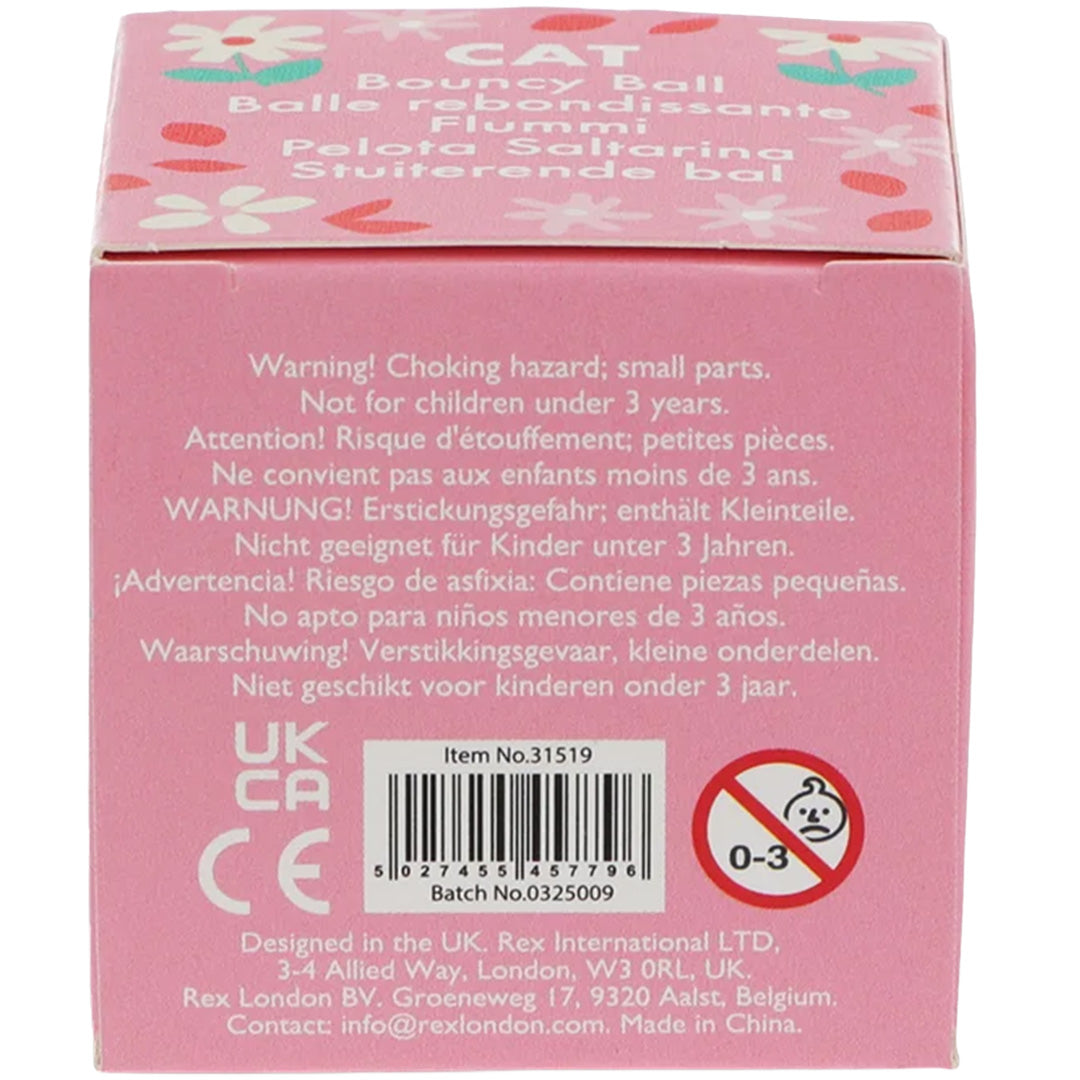 CAT
Bouncy Ball
Balle rebondissante
Flummi
Pelota Saltarina
Stuiterende bal
Warning! Choking hazard; small parts.
Not for children under 3 years.
Attention! Risque d'étouffement; petites pièces.
Ne convient pas aux enfants moins de 3 ans.
WARNUNG! Erstickungsgefahr; enthält Kleinteile.
Nicht geeignet für Kinder unter 3 Jahren.
¡Advertencia! Riesgo de asfixia: Contiene piezas pequeñas.
No apto para niños menores de 3 años.
Waarschuwing! Verstikkingsgevaar, kleine onderdelen.
Niet geschikt voor kinderen onder 3 jaar.
UK
CA
CE
Item No.31519
5 027455 457796
Batch No.0325009
0-3
Designed in the UK. Rex International LTD,
3-4 Allied Way, London, W3 0RL, UK.
Rex London BV. Groeneweg 17, 9320 Aalst, Belgium.
Contact: info@rexlondon.com. Made in China.